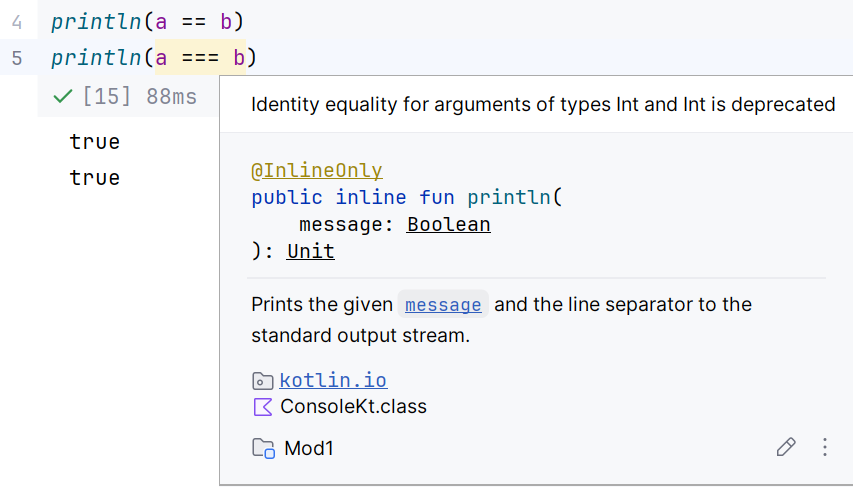 4 println(a == b)
5 println(a === b)
[15] 88ms
true
true
Identity equality for arguments of types Int and Int is deprecated
@InlineOnly
public inline fun println(
message: Boolean
): Unit
Prints the given message and the line separator to the
standard output stream.
kotlin.io
ConsoleKt.class
Mod1